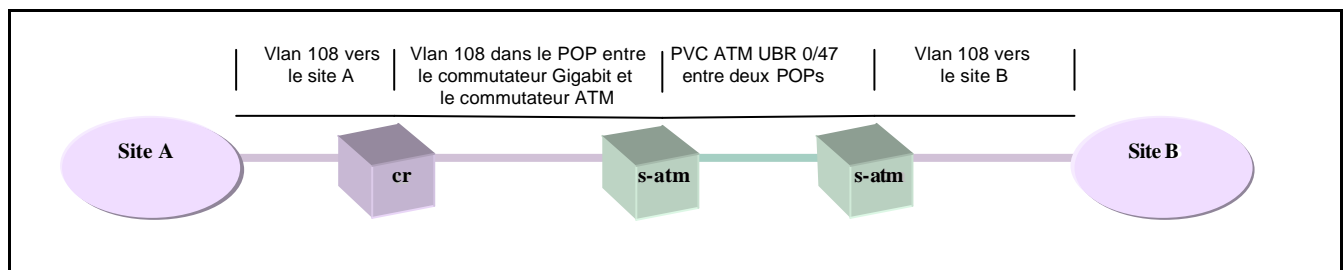 Vlan 108 vers
le site A
Vlan 108 dans le POP entre
le commutateur Gigabit et
le commutateur ATM
PVC ATM UBR 0/47
entre deux POPs
Vlan 108 vers
le site B
Site A
cr
s-atm
s-atm
Site B